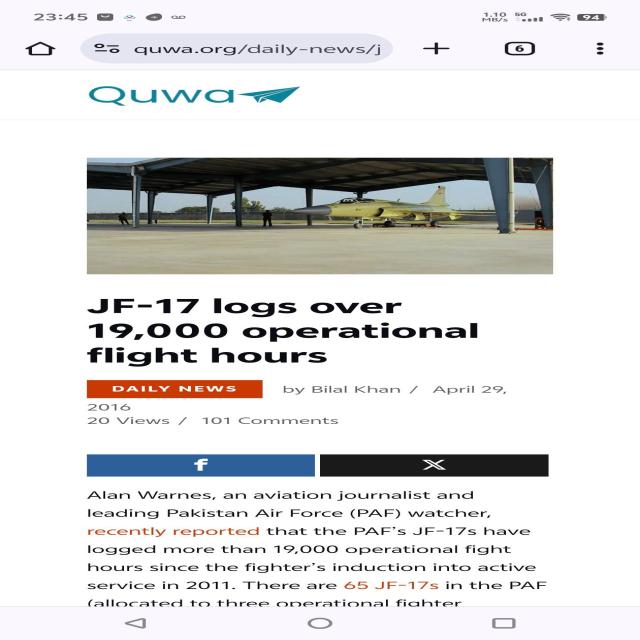 23:45
1.10
MB/s
5G
94
quwa.org/daily-news/j
6
Quwa
JF-17 logs over
19,000 operational
flight hours
DAILY NEWS by Bilal Khan / April 29,
2016
20 Views / 101 Comments
f X
Alan Warnes, an aviation journalist and
leading Pakistan Air Force (PAF) watcher,
recently reported that the PAF's JF-17s have
logged more than 19,000 operational fight
hours since the fighter's induction into active
service in 2011. There are 65 JF-17s in the PAF
(allocated to three operational fighter